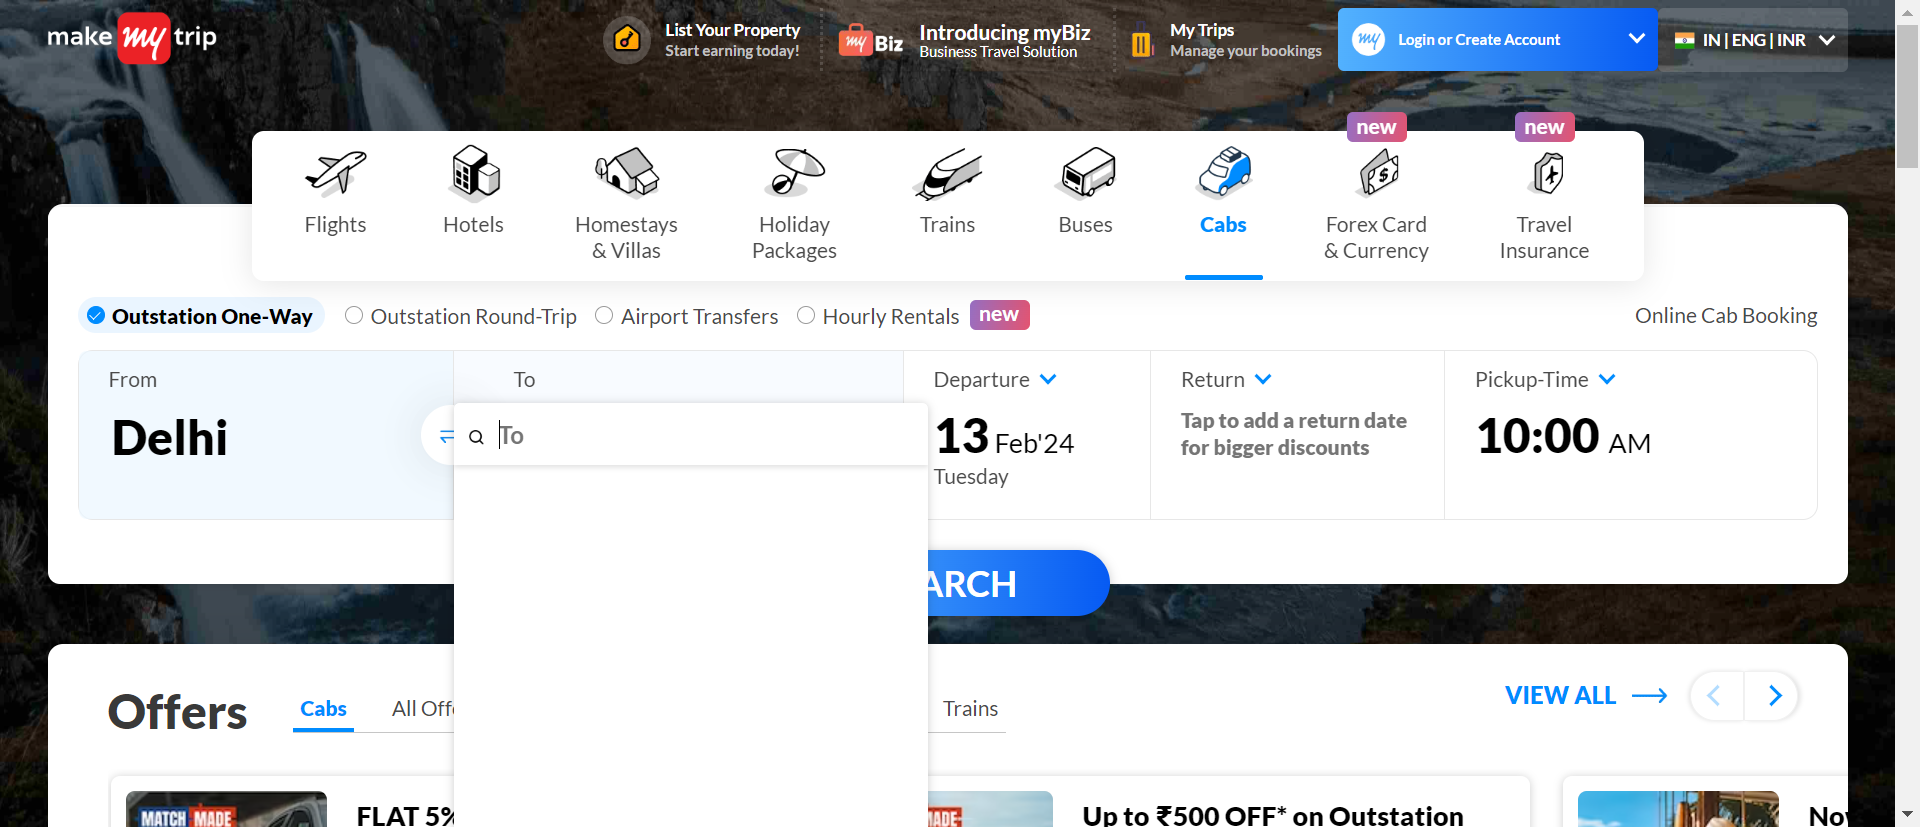 make my trip
List Your Property
Start earning today!
my Biz
Introducing myBiz
Business Travel Solution
My Trips
Manage your bookings
my
Login or Create Account
IN | ENG | INR
new
new
Flights
Hotels
Homestays
& Villas
Holiday
Packages
Trains
Buses
Cabs
Forex Card
& Currency
Travel
Insurance
Outstation One-Way
Outstation Round-Trip
Airport Transfers
Hourly Rentals
new
Online Cab Booking
From
Delhi
To
To
Departure
13 Feb'24
Tuesday
Return
Tap to add a return date
for bigger discounts
Pickup-Time
10:00 AM
ARCH
Offers
Cabs
All Off
Trains
VIEW ALL
MATCH MADE
FLAT 5%
ADE
Up to ₹500 OFF* on Outstation